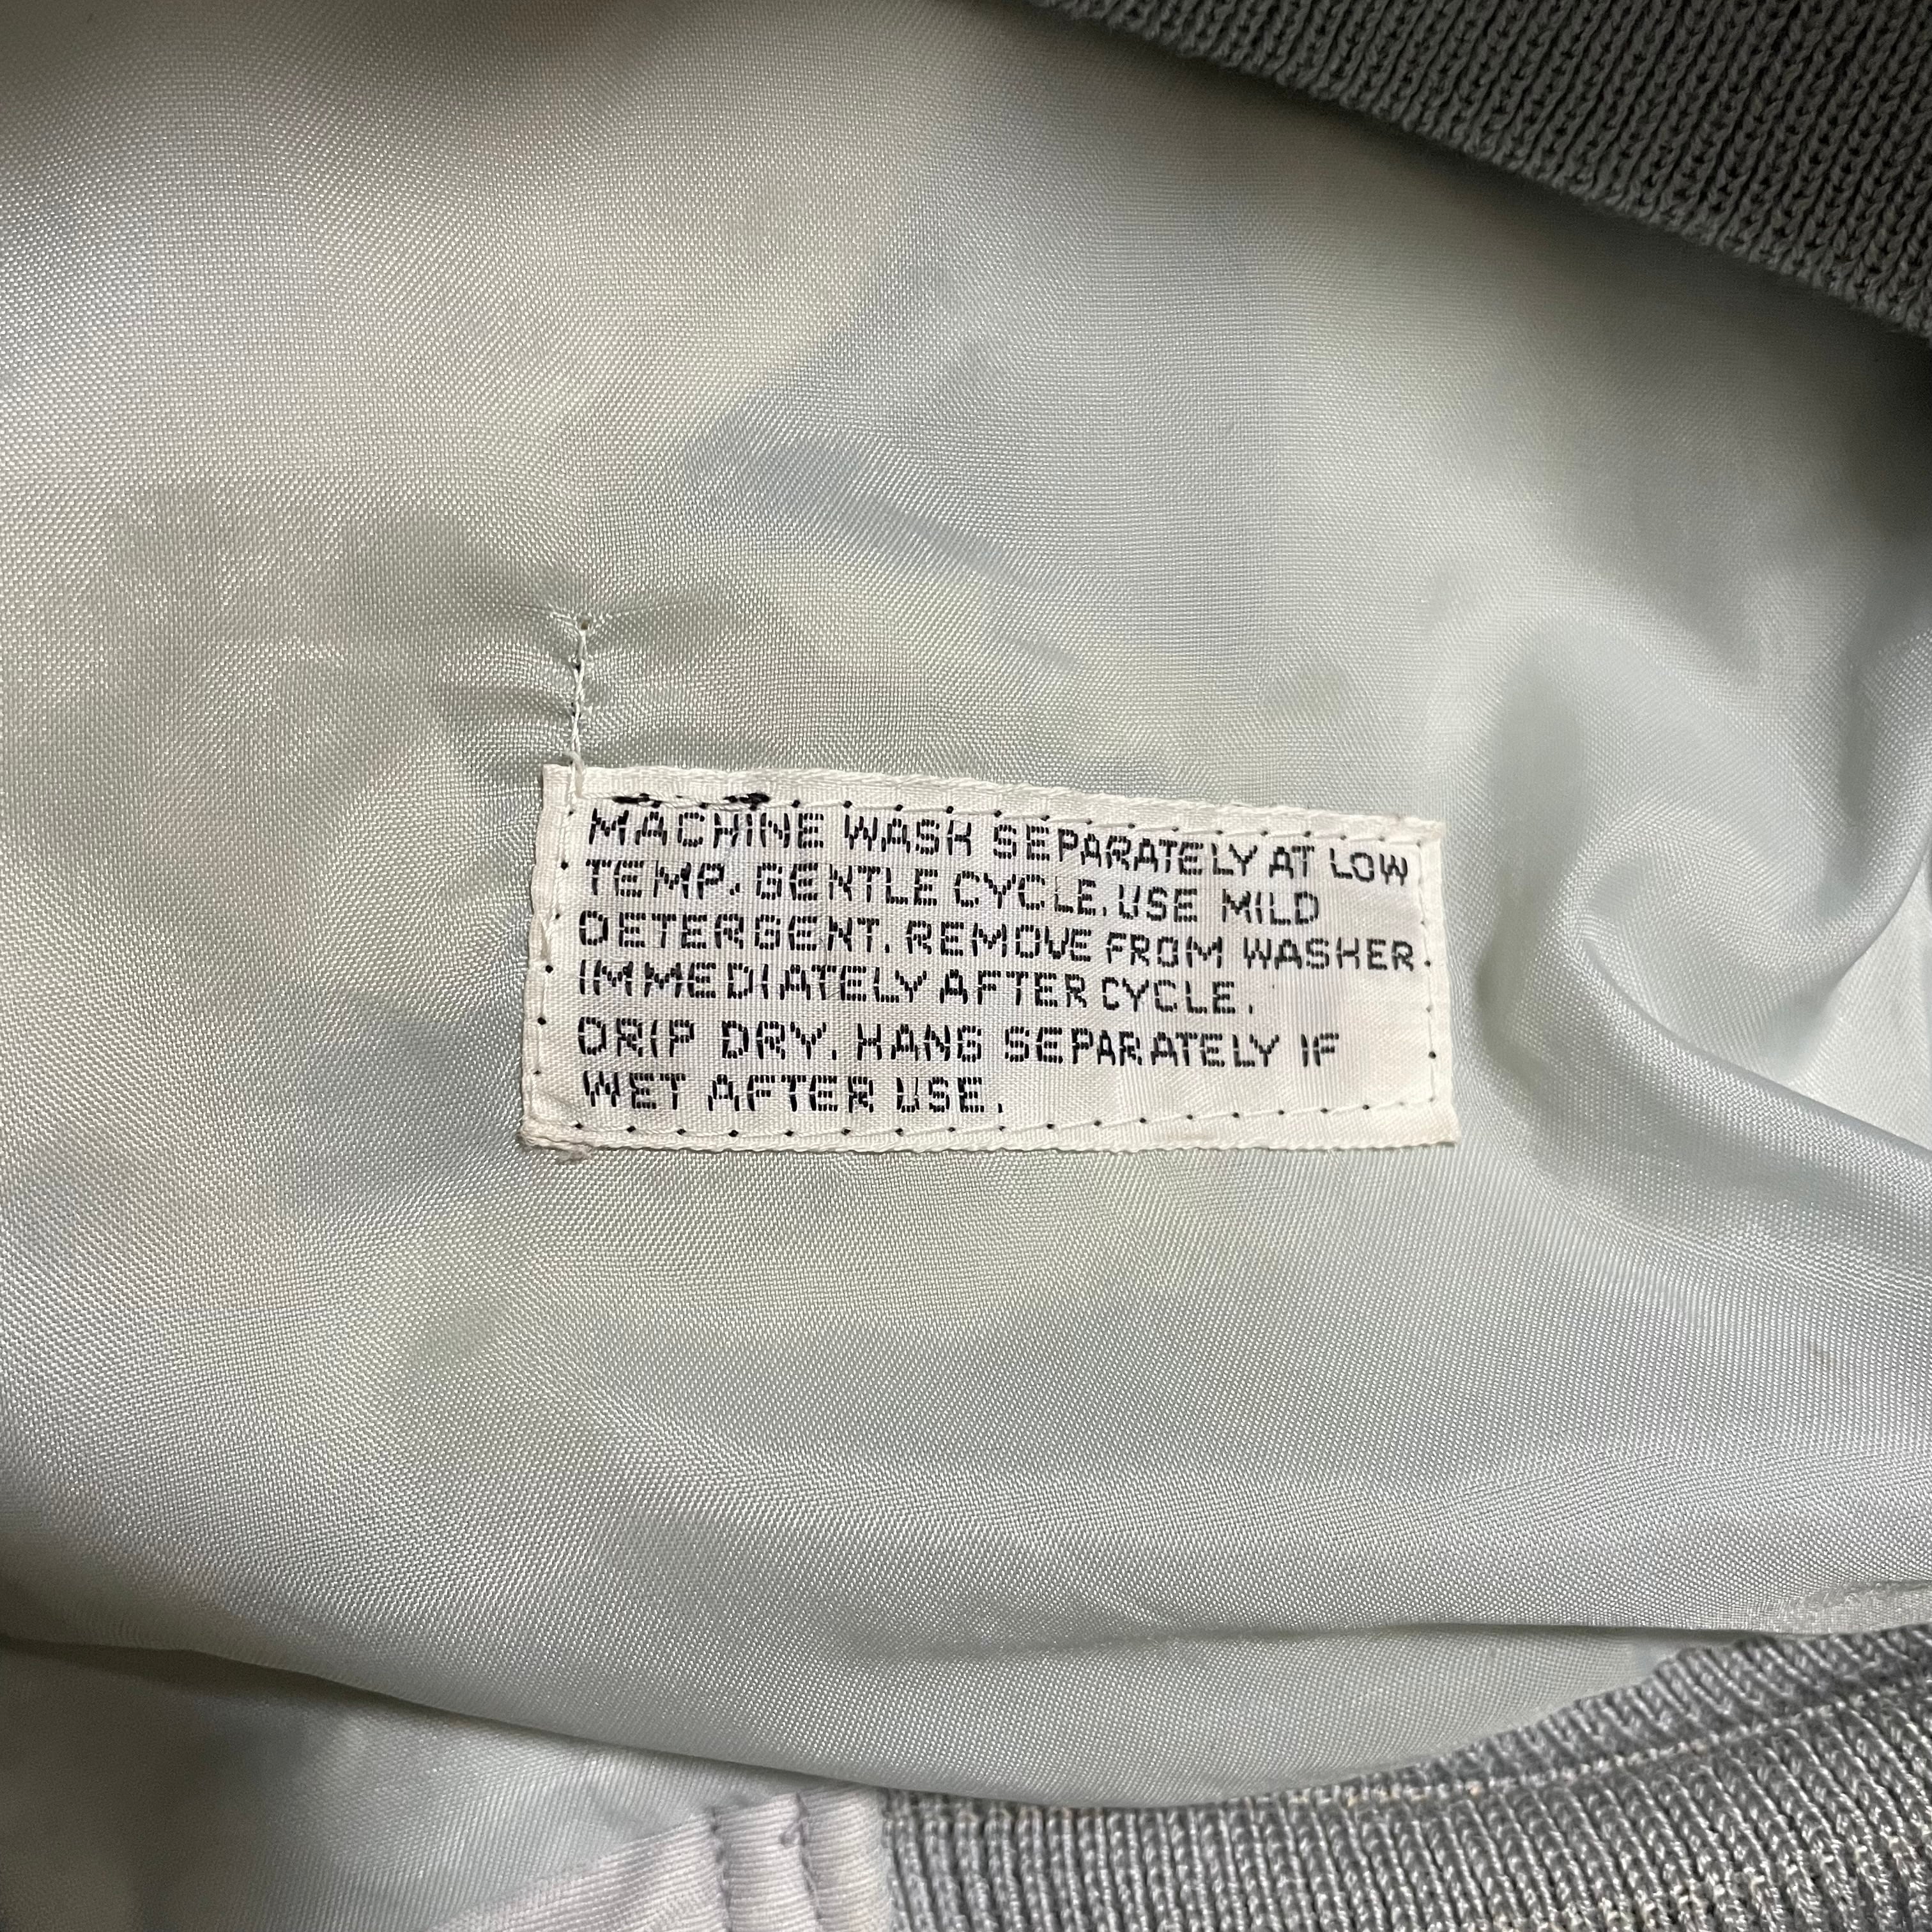 MACHINE WASH SEPARATELY AT LOW
TEMP. GENTLE CYCLE. USE MILD
DETERGENT. REMOVE FROM WASHER
IMMEDIATELY AFTER CYCLE.
DRIP DRY. HANG SEPARATELY IF
WET AFTER USE.